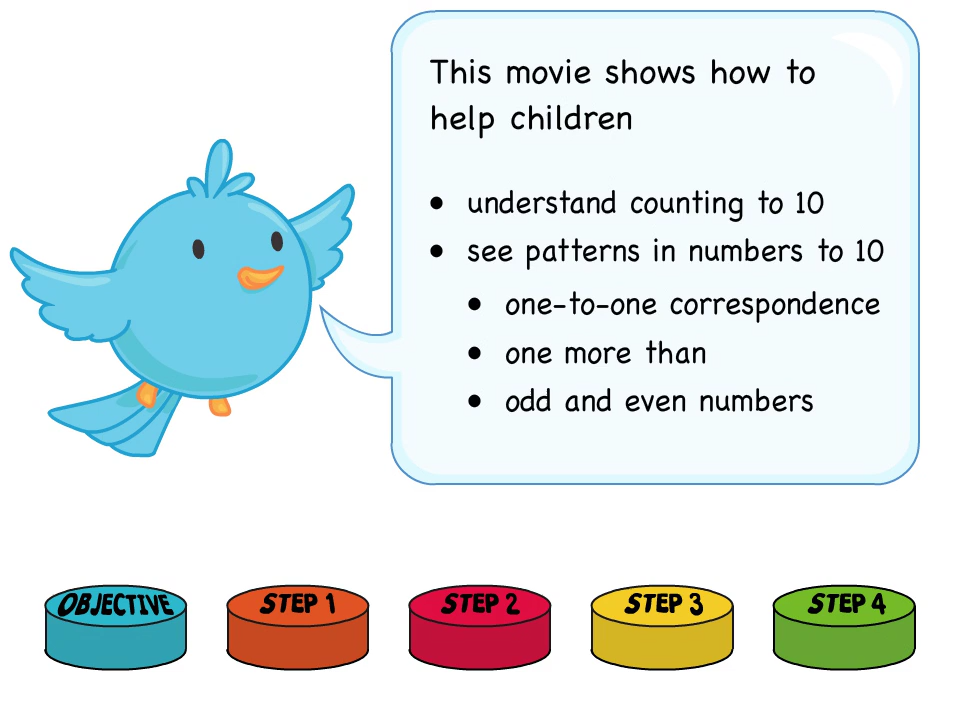 This movie shows how to
help children
• understand counting to 10
• see patterns in numbers to 10
• one-to-one correspondence
• one more than
• odd and even numbers
OBJECTIVE
STEP 1
STEP 2
STEP 3
STEP 4